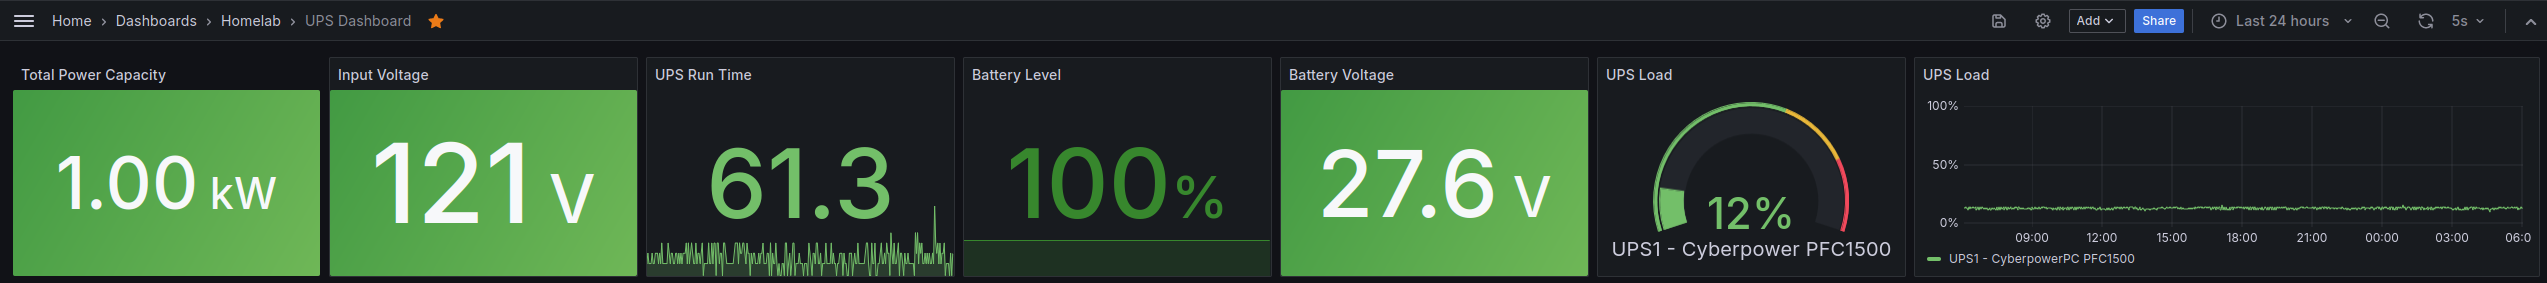 Home › Dashboards › Homelab › UPS Dashboard
Add
Share
Last 24 hours
5s
Total Power Capacity
1.00 kW
Input Voltage
121 V
UPS Run Time
61.3
Battery Level
100%
Battery Voltage
27.6 V
UPS Load
12%
UPS1 - Cyberpower PFC1500
UPS Load
100%
50%
0%
09:00 12:00 15:00 18:00 21:00 00:00 03:00 06:0
UPS1 - CyberpowerPC PFC1500